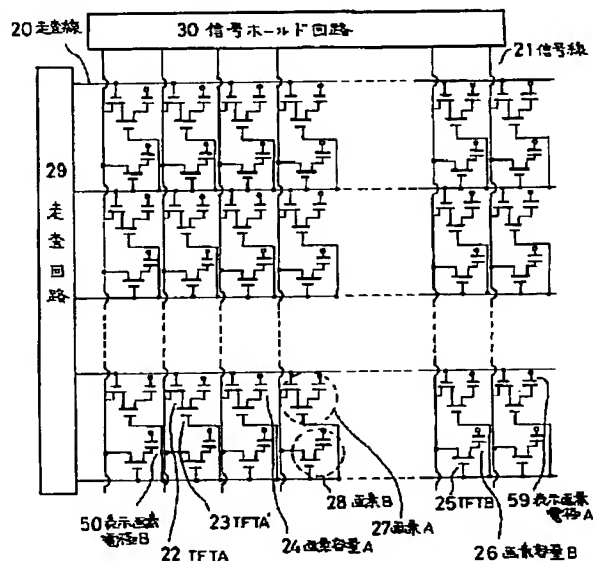 30 信号ホールド回路
20 走査線
21 信号線
29 走査回路
50 表示画素電極B
22 TFTA
23 TFTA'
24 画素容量A
28 画素B
27 画素A
25 TFTB
26 画素容量B
59 表示画素電極A